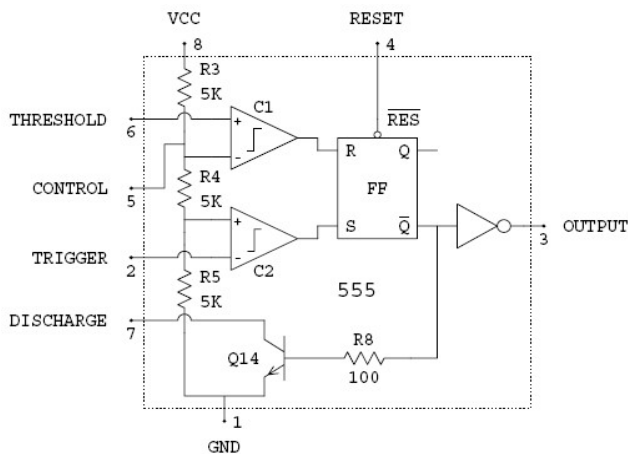 VCC
RESET
8
4
R3
5K
C1
THRESHOLD
6
+
-
RES
R
Q
CONTROL
5
R4
5K
FF
+
-
S
Q
OUTPUT
3
TRIGGER
2
C2
R5
5K
555
DISCHARGE
7
R8
100
Q14
1
GND